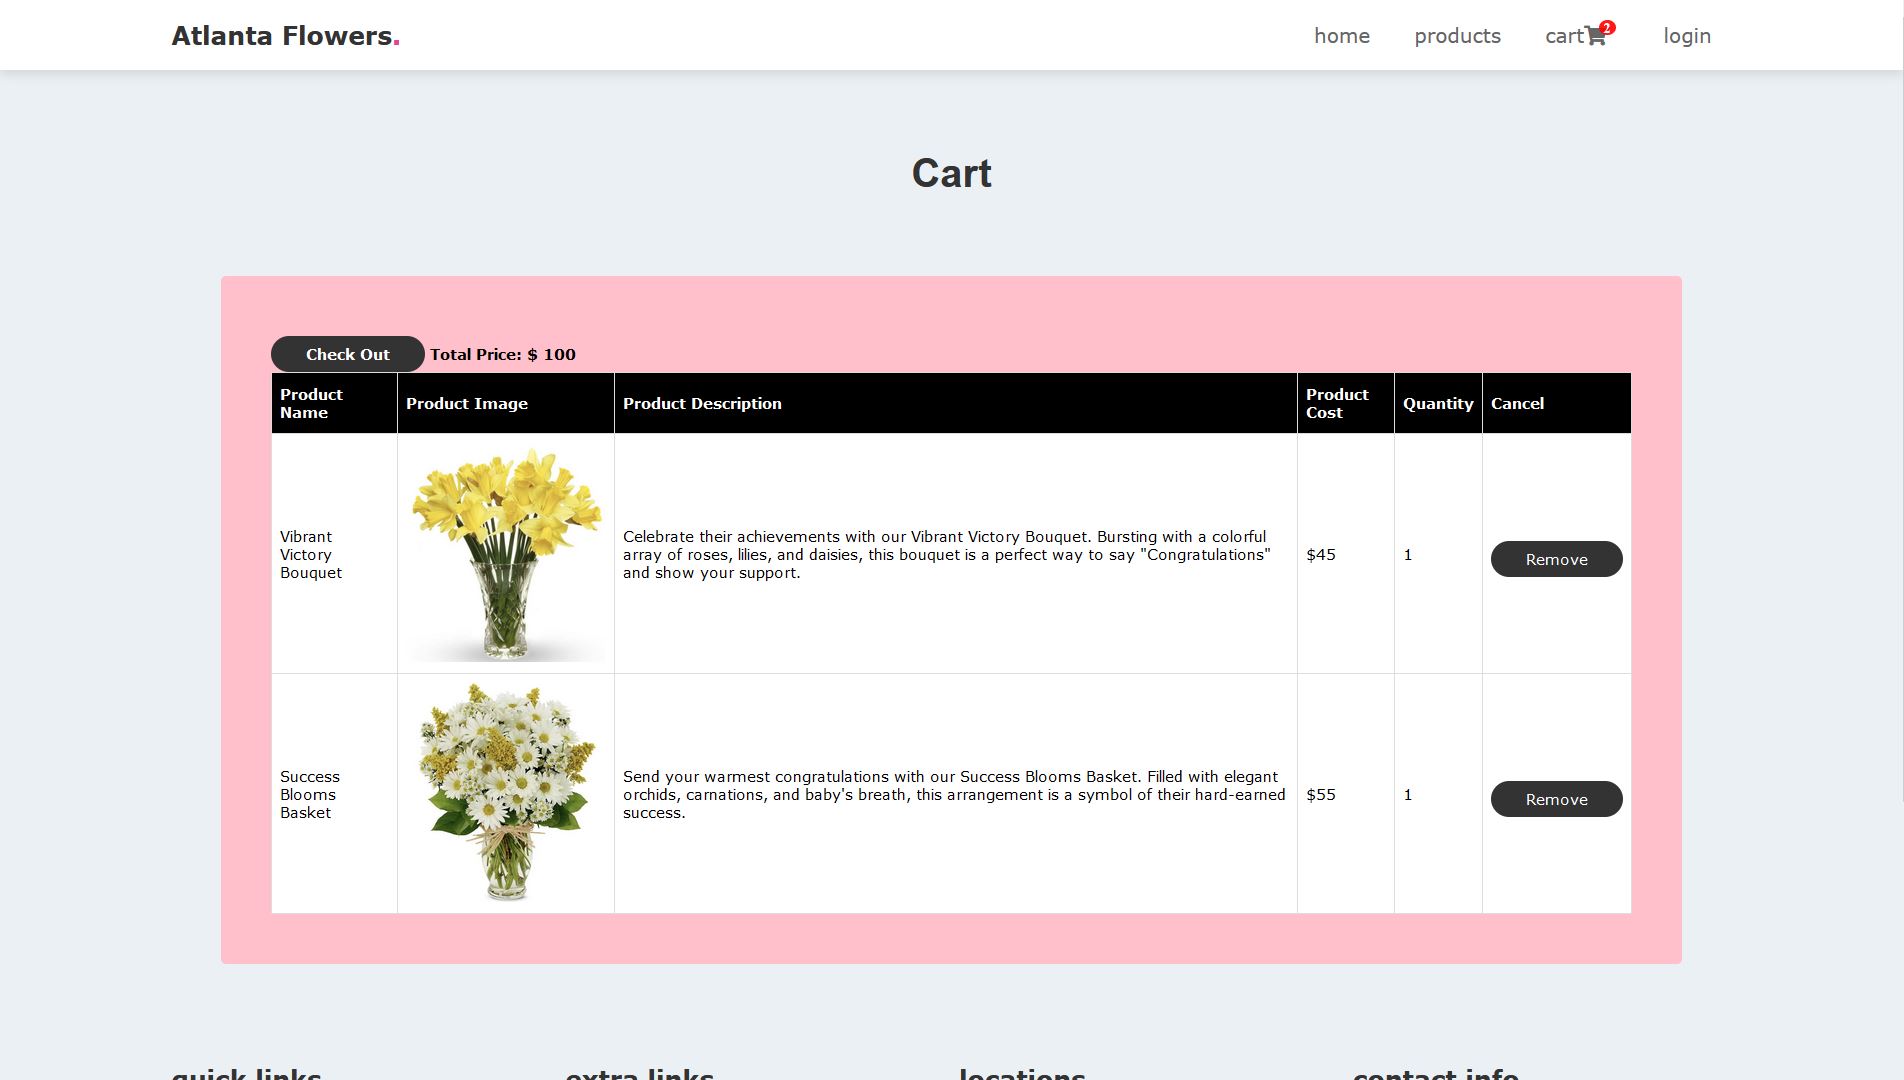 Atlanta Flowers.
home
products
cart 2
login
Cart
Check Out
Total Price: $ 100
Product Name
Product Image
Product Description
Product Cost
Quantity
Cancel
Vibrant
Victory
Bouquet
Celebrate their achievements with our Vibrant Victory Bouquet. Bursting with a colorful
array of roses, lilies, and daisies, this bouquet is a perfect way to say "Congratulations"
and show your support.
$45
1
Remove
Success
Blooms
Basket
Send your warmest congratulations with our Success Blooms Basket. Filled with elegant
orchids, carnations, and baby's breath, this arrangement is a symbol of their hard-earned
success.
$55
1
Remove
quick links
extra links
locations
contact info